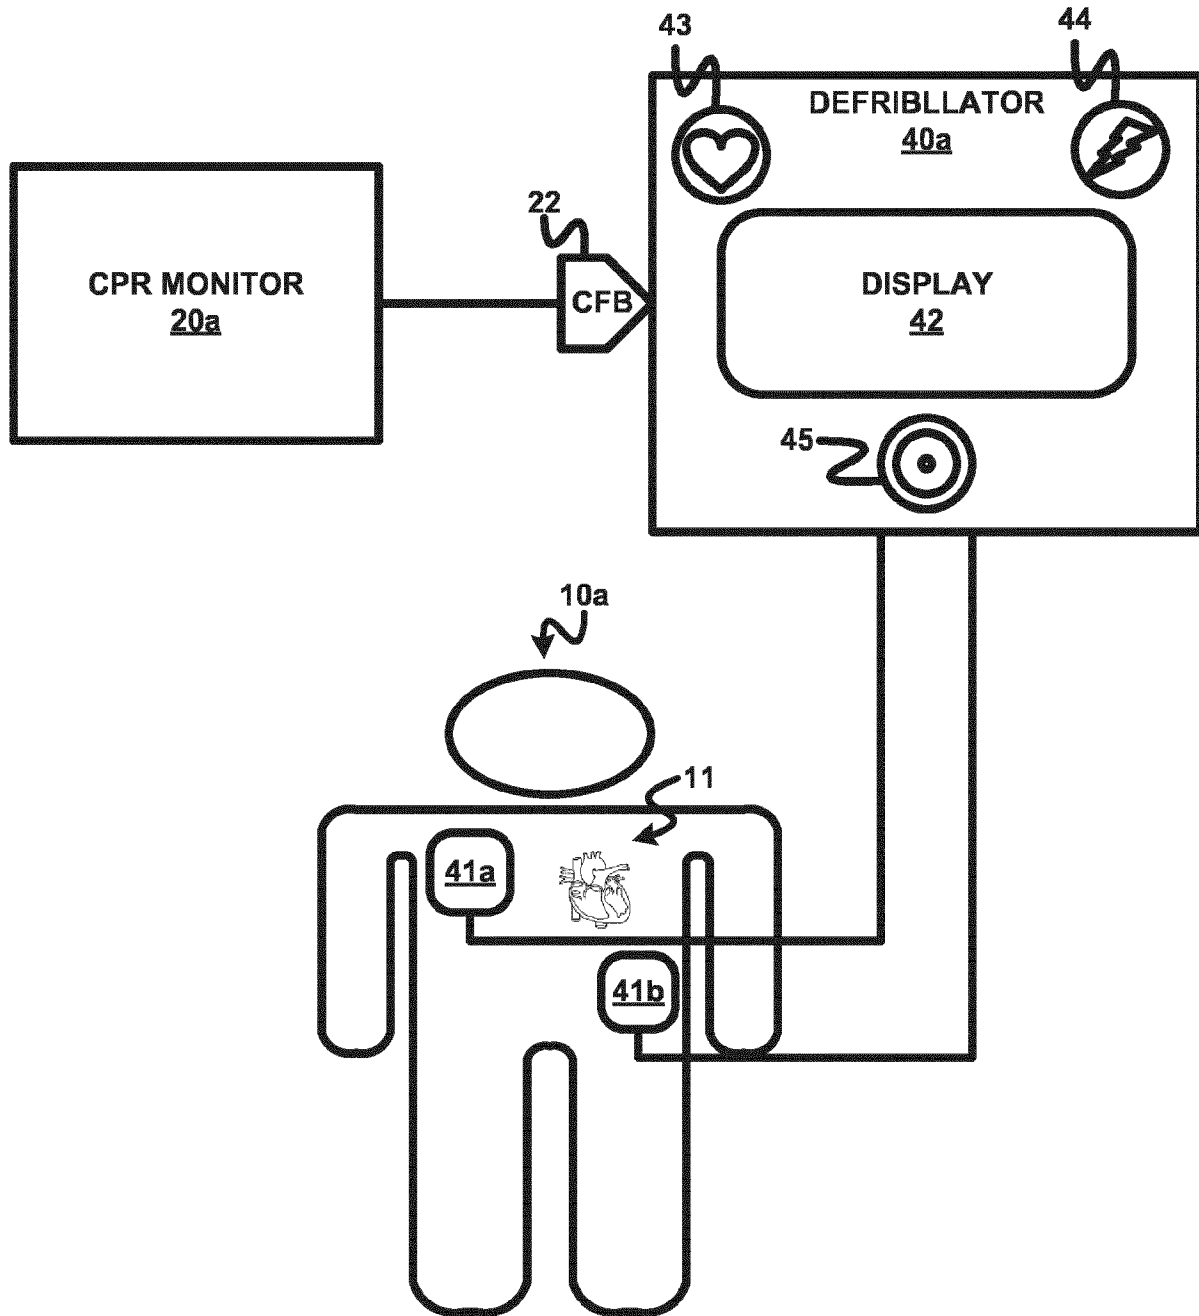 43
44
DEFRIBLLATOR
40a
22
CPR MONITOR
20a
CFB
DISPLAY
42
45
10a
11
41a
41b